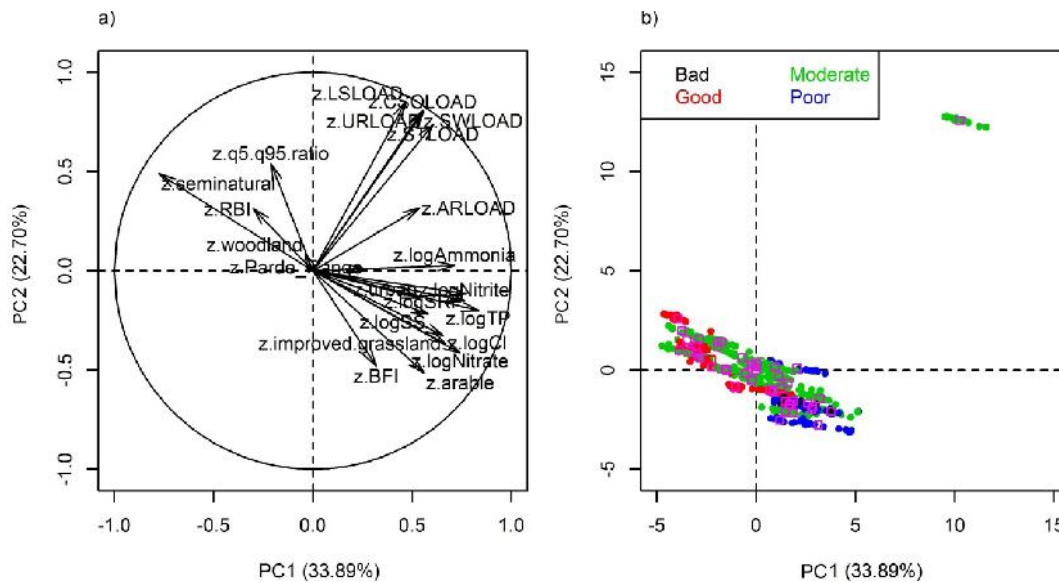 a)
1.0
0.5
0.0
-0.5
-1.0
PC2 (22.70%)
z.LSLOAD
z.CSOLOAD
z.URLOAD
z.SWLOAD
z.STLOAD
z.q5.q95.ratio
z.seminatural
z.RBI
z.ARLOAD
z.woodland
z.logAmmonia
z.Parde
z.urban
z.logNitrite
z.logSRP
z.logTP
z.logSS
z.improved.grassland
z.logCl
z.logNitrate
z.BFI
z.arable
-1.0 -0.5 0.0 0.5 1.0
PC1 (33.89%)
b)
Bad Moderate
Good Poor
15
10
5
0
-5
PC2 (22.70%)
-5 0 5 10 15
PC1 (33.89%)